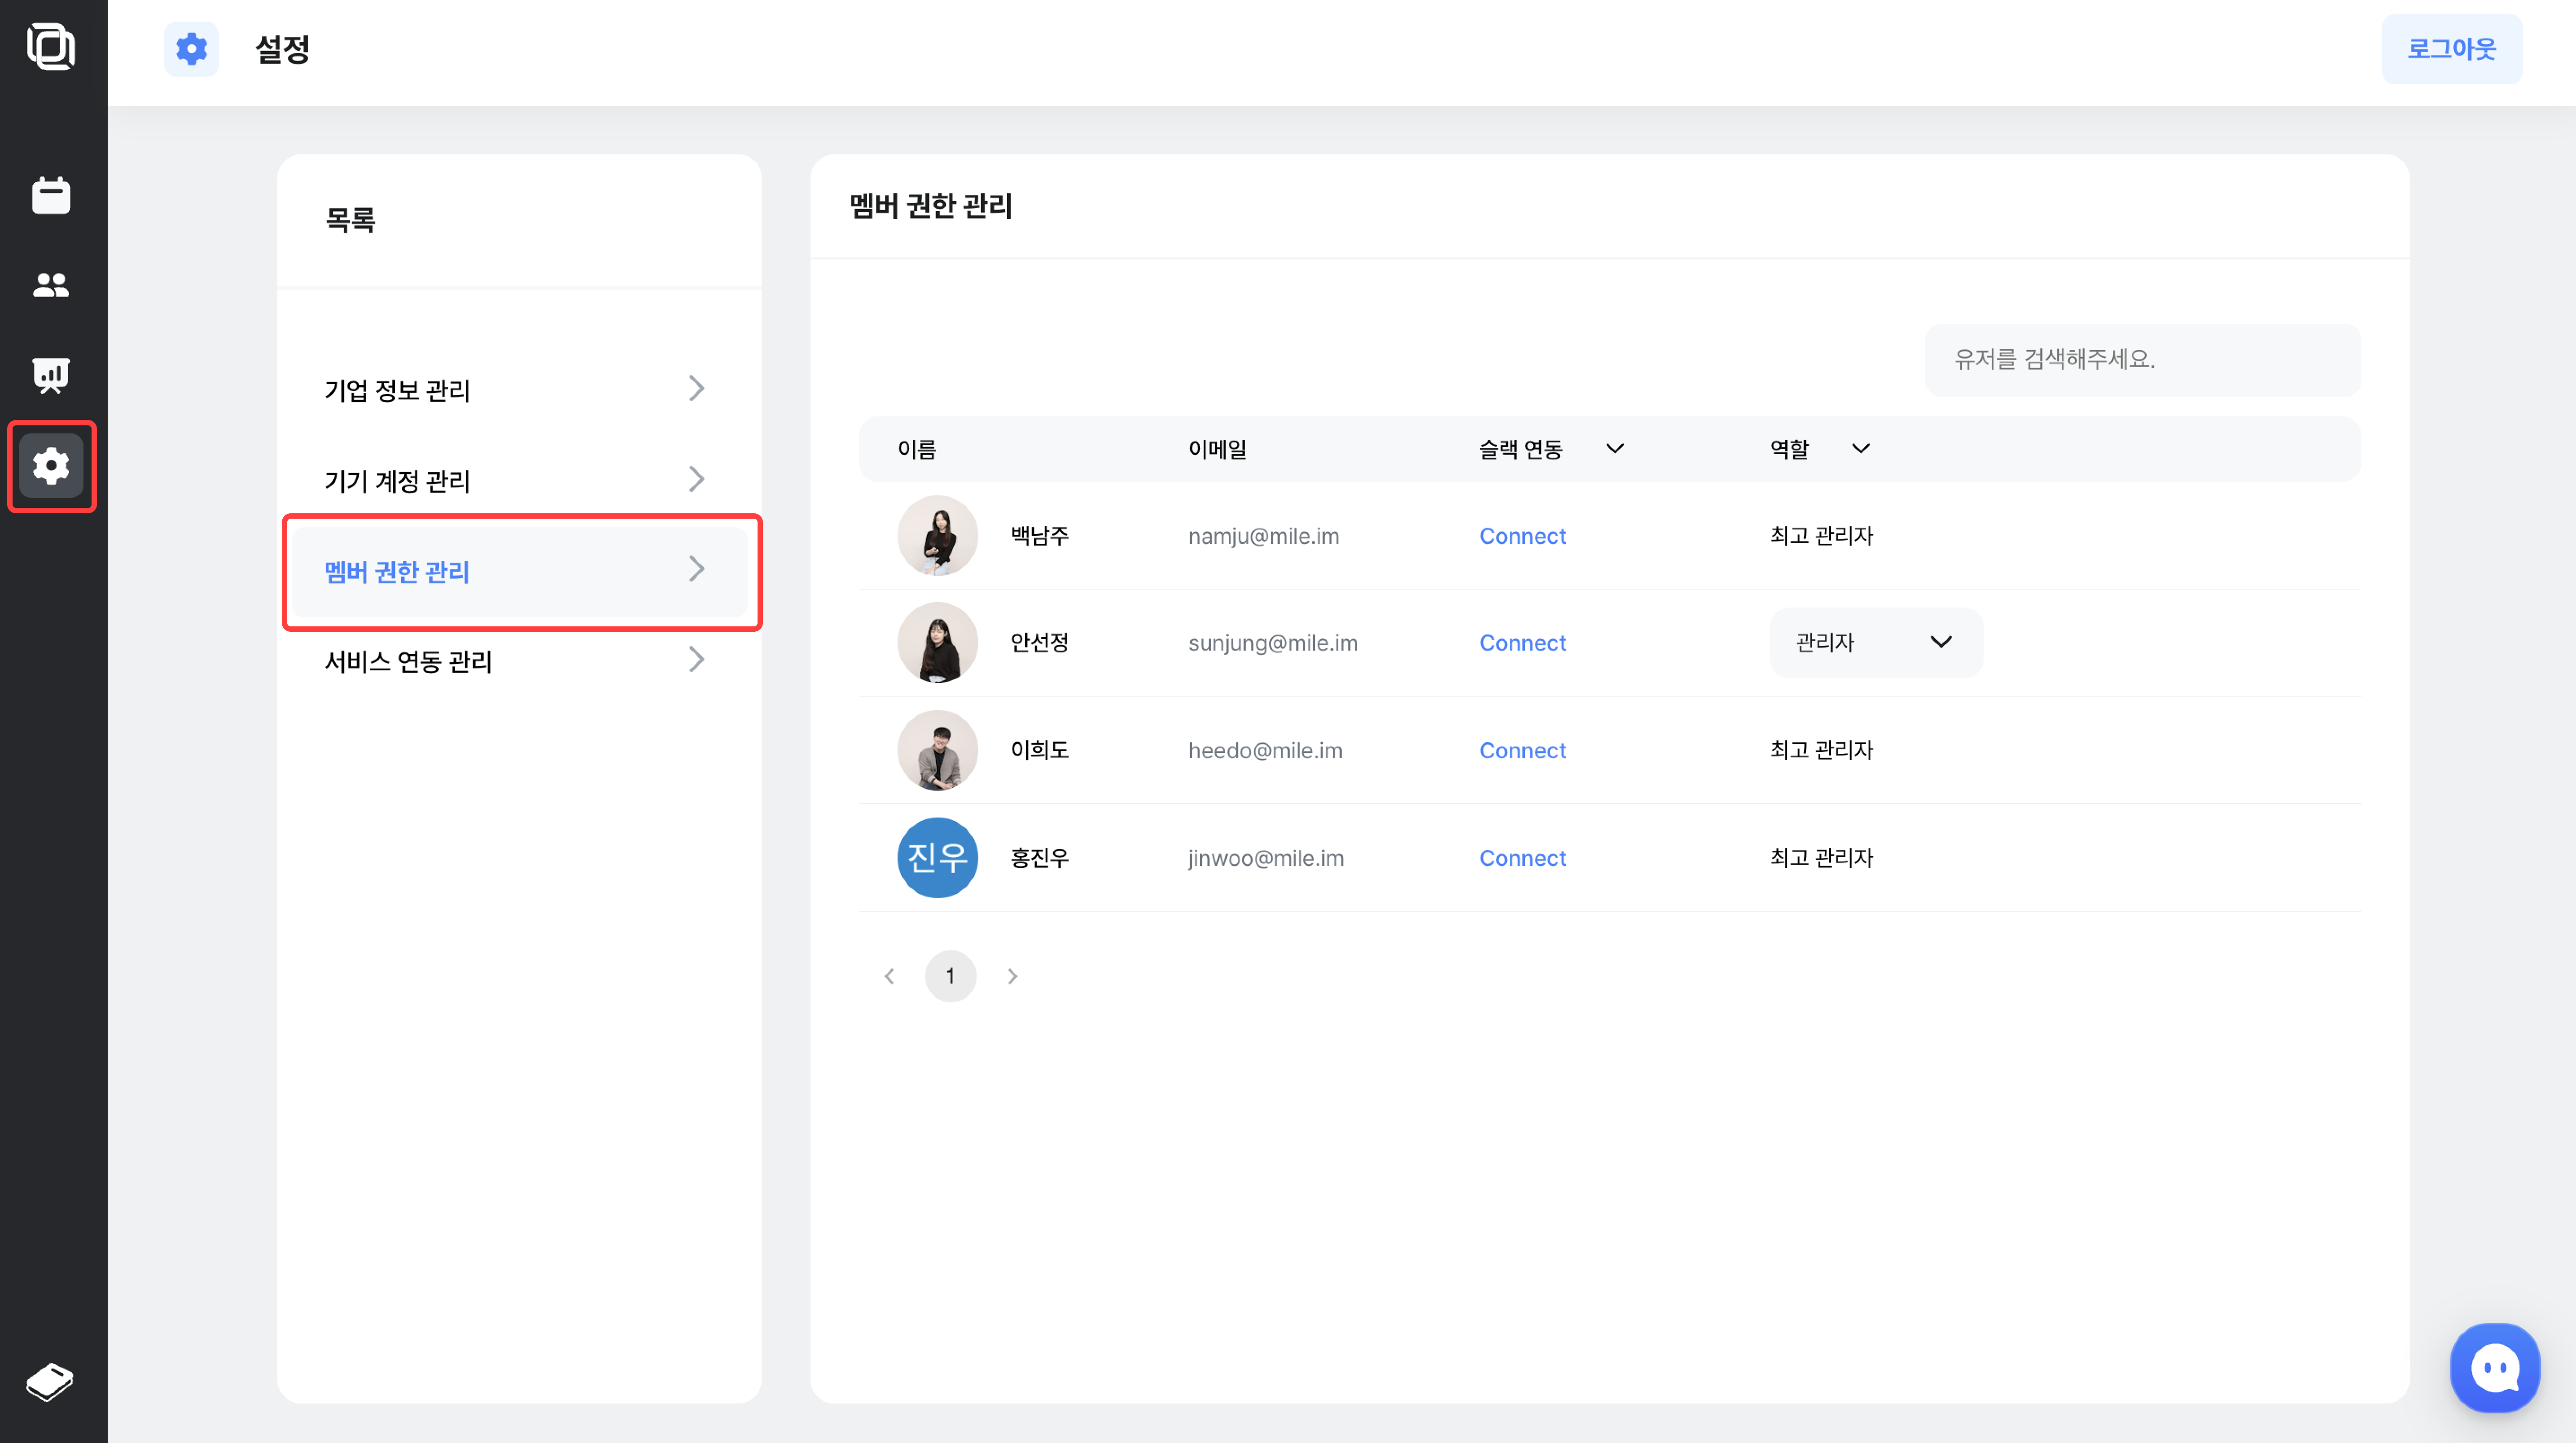 설정
로그아웃
목록
기업 정보 관리
기기 계정 관리
멤버 권한 관리
서비스 연동 관리
멤버 권한 관리
유저를 검색해주세요.
이름 이메일 슬랙 연동 역할
백남주 namju@mile.im Connect 최고 관리자
안선정 sunjung@mile.im Connect 관리자
이희도 heedo@mile.im Connect 최고 관리자
진우 홍진우 jinwoo@mile.im Connect 최고 관리자
1